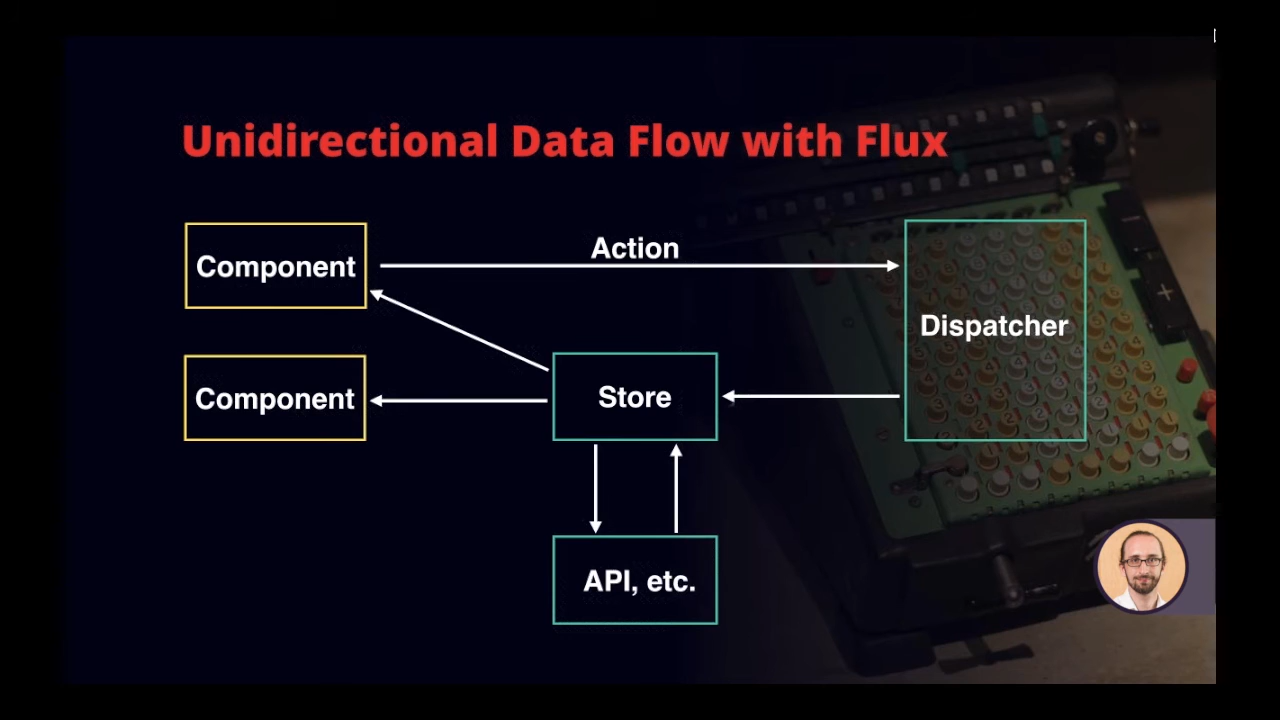 Unidirectional Data Flow with Flux
Component
Action
Dispatcher
Component
Store
API, etc.